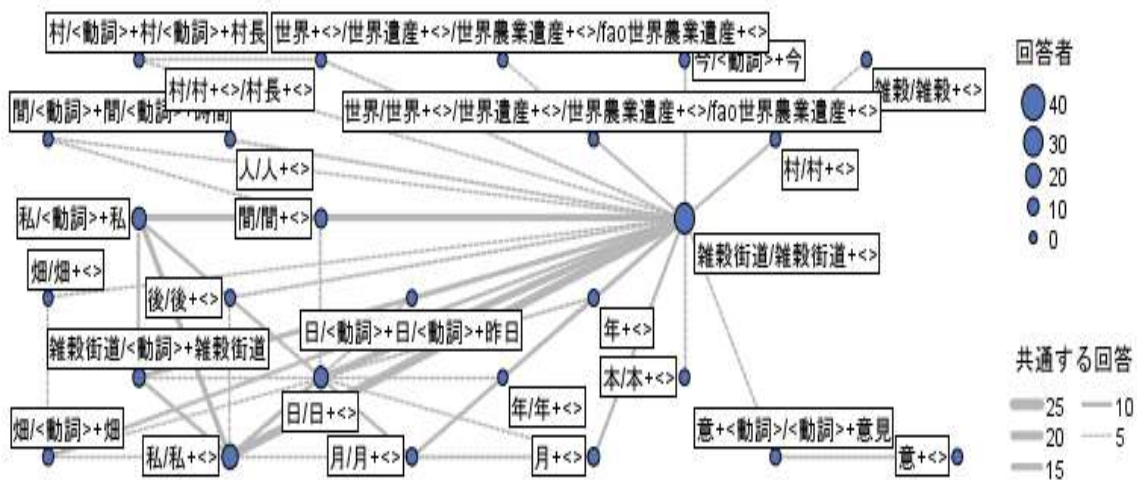 村/<動詞>+村/<動詞>+村長
世界+<>/世界遺産+<>/世界農業遺産+<>/fao世界農業遺産+<>
今/<動詞>+今
村/村+<>/村長+<>
雑穀/雑穀+<>
間/<動詞>+間/<動詞>+時間
世界/世界+<>/世界遺産+<>/世界農業遺産+<>/fao世界農業遺産+<>
人/人+<>
村/村+<>
私/<動詞>+私
間/間+<>
雑穀街道/雑穀街道+<>
畑/畑+<>
後/後+<>
日/<動詞>+日/<動詞>+昨日
年+<>
雑穀街道/<動詞>+雑穀街道
本/本+<>
日/日+<>
年/年+<>
畑/<動詞>+畑
意+<動詞>/<動詞>+意見
私/私+<>
月/月+<>
月+<>
意+<>
回答者
40
30
20
10
0
共通する回答
25
10
20
5
15